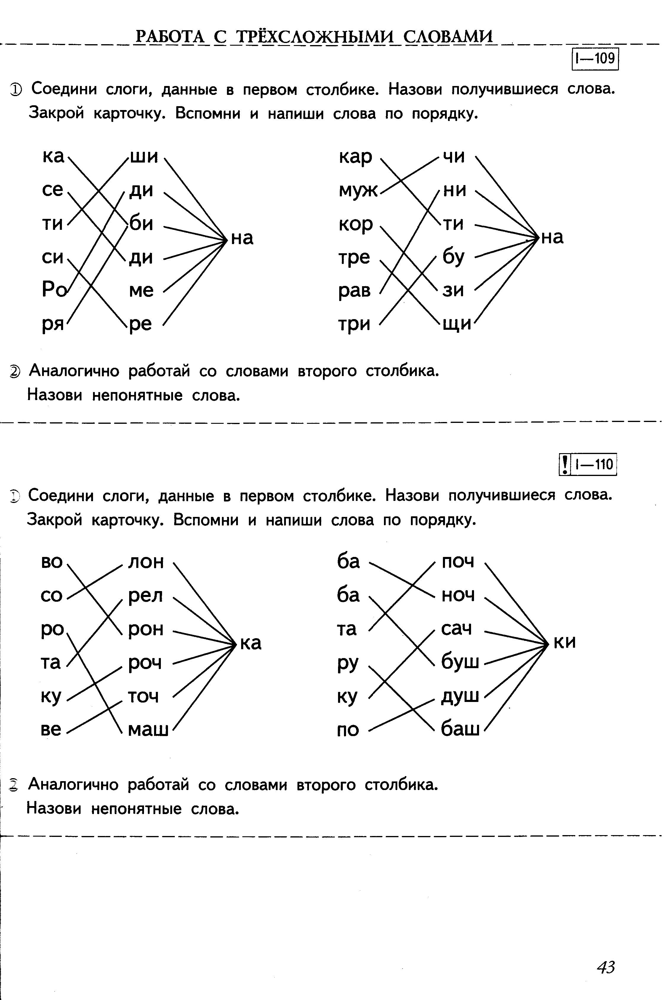 РАБОТА С ТРЁХСЛОЖНЫМИ СЛОВАМИ
I—109
① Соедини слоги, данные в первом столбике. Назови получившиеся слова.
Закрой карточку. Вспомни и напиши слова по порядку.
ка ши кар чи
се ди муж ни
ти би кор ти
на на
си ди тре бу
Ро ме рав зи
ря ре три щи
② Аналогично работай со словами второго столбика.
Назови непонятные слова.
! I—110
① Соедини слоги, данные в первом столбике. Назови получившиеся слова.
Закрой карточку. Вспомни и напиши слова по порядку.
во лон ба поч
со рел ба ноч
ро рон та сач
ка ки
та роч ру буш
ку точ ку душ
ве маш по баш
2 Аналогично работай со словами второго столбика.
Назови непонятные слова.
43